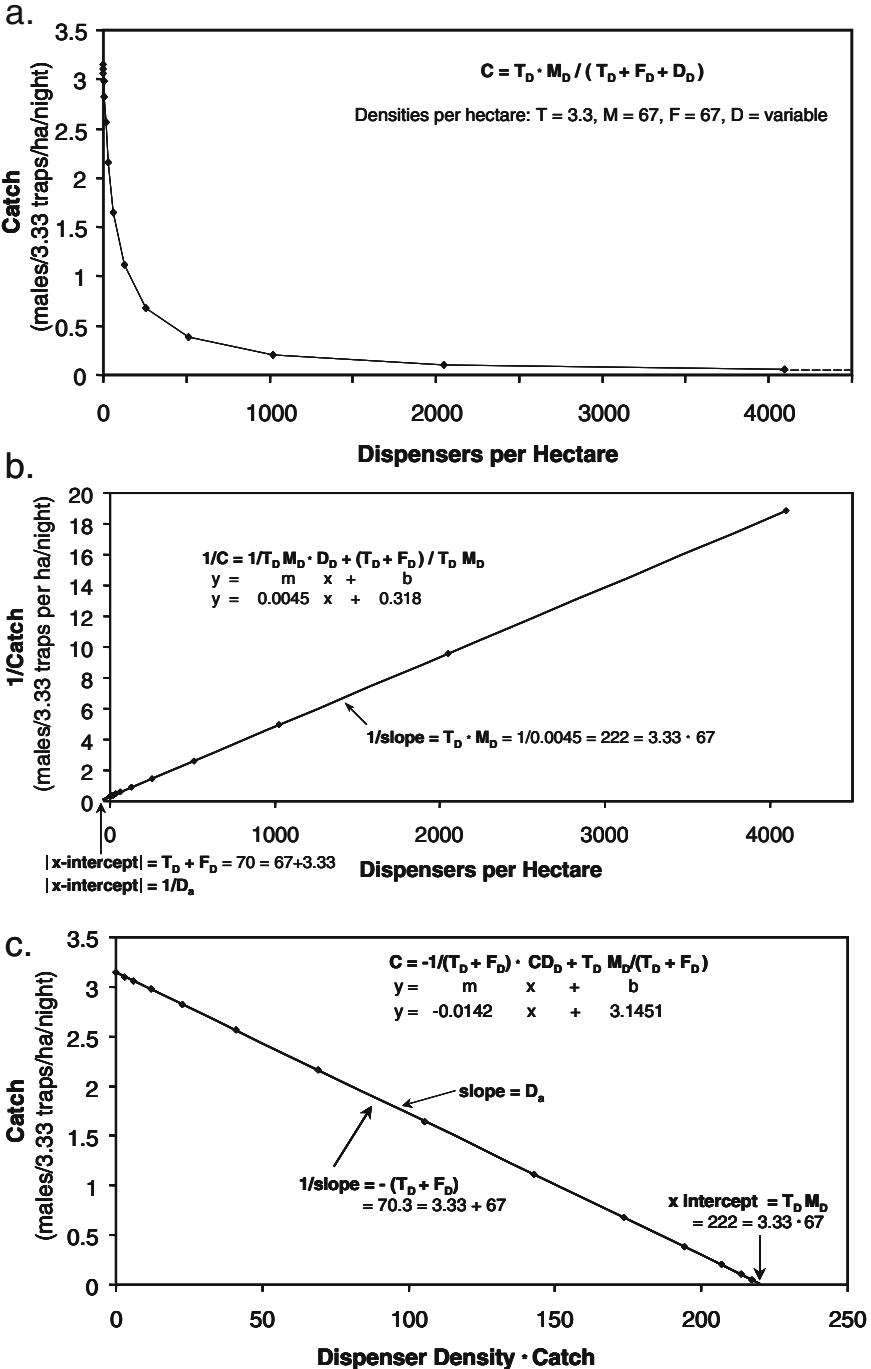 a.
3.5
3
2.5
2
1.5
1
0.5
0
Catch
(males/3.33 traps/ha/night)
C = T_D · M_D / ( T_D + F_D + D_D )
Densities per hectare: T = 3.3, M = 67, F = 67, D = variable
0 1000 2000 3000 4000
Dispensers per Hectare
b.
20
18
16
14
12
10
8
6
4
2
0
1/Catch
(males/3.33 traps per ha/night)
1/C = 1/T_D M_D · D_D + (T_D + F_D) / T_D M_D
y = m x + b
y = 0.0045 x + 0.318
1/slope = T_D · M_D = 1/0.0045 = 222 = 3.33 · 67
0 1000 2000 3000 4000
|x-intercept| = T_D + F_D = 70 = 67+3.33
|x-intercept| = 1/D_a
Dispensers per Hectare
c.
3.5
3
2.5
2
1.5
1
0.5
0
Catch
(males/3.33 traps/ha/night)
C = -1/(T_D + F_D) · CD_D + T_D M_D/(T_D + F_D)
y = m x + b
y = -0.0142 x + 3.1451
slope = D_a
1/slope = - (T_D + F_D)
= 70.3 = 3.33 + 67
x intercept = T_D M_D
= 222 = 3.33 · 67
0 50 100 150 200 250
Dispenser Density · Catch